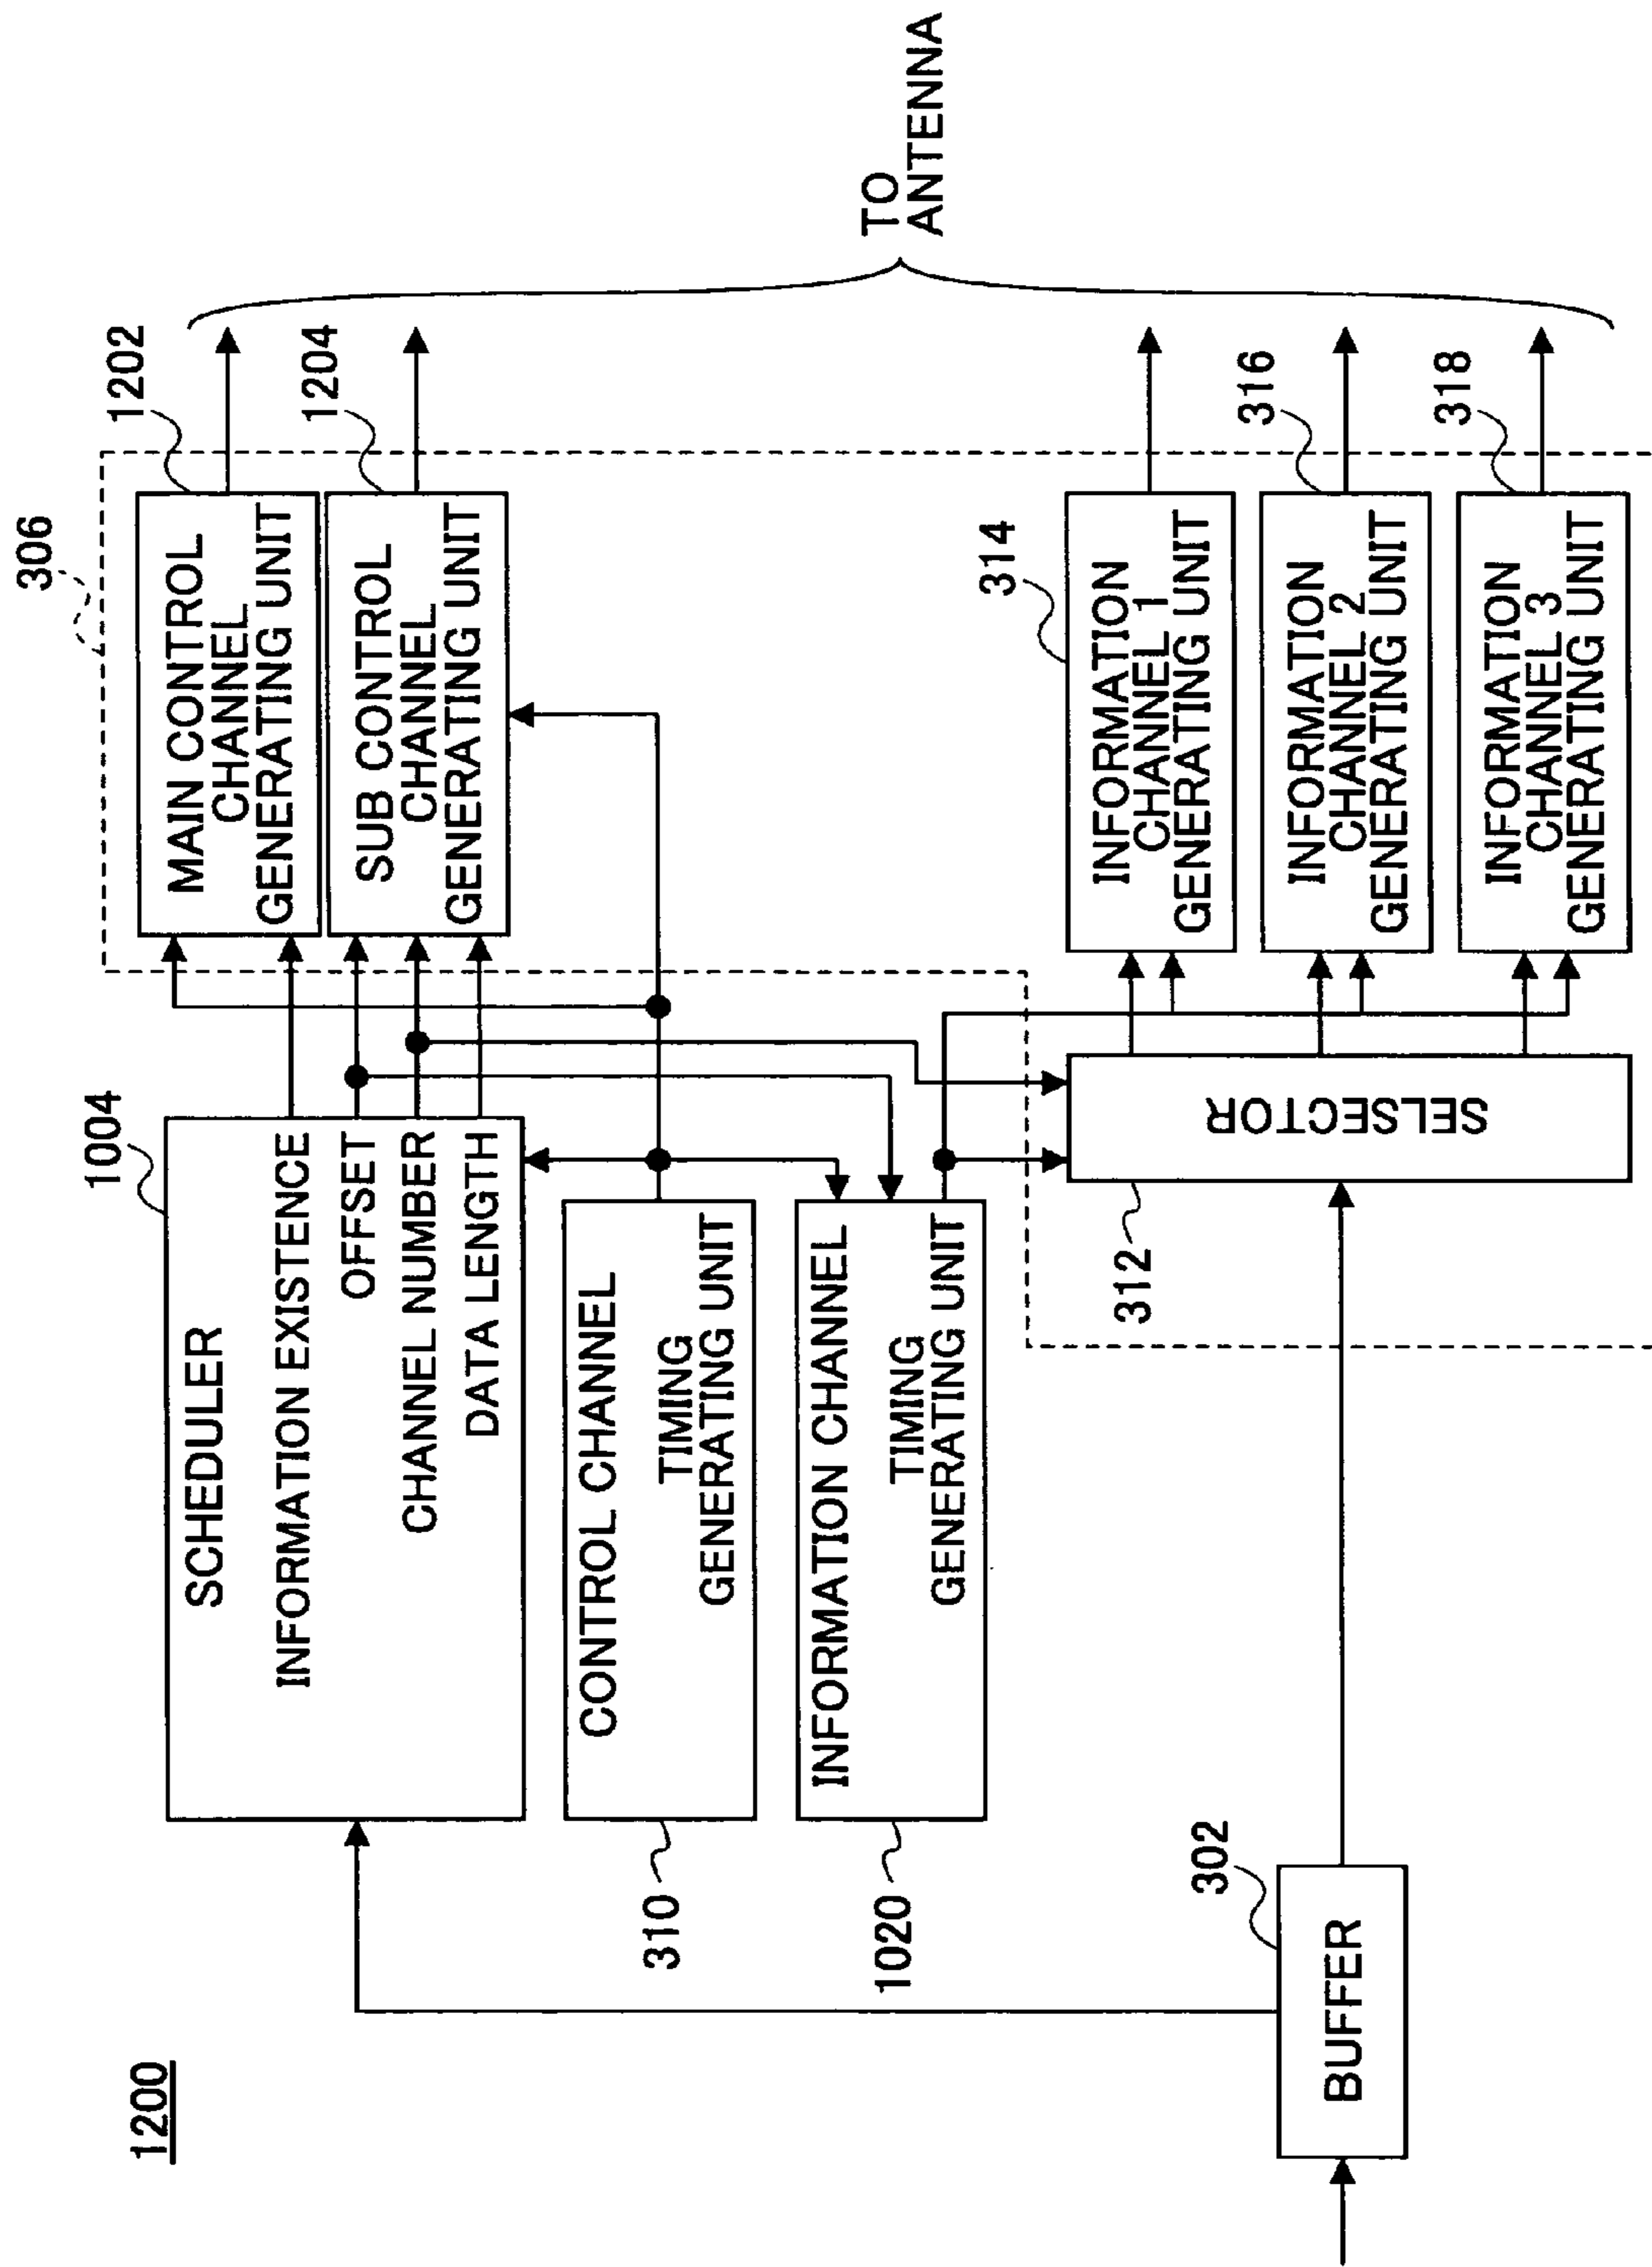 1200
306
1004
SCHEDULER
INFORMATION EXISTENCE
OFFSET
CHANNEL NUMBER
DATA LENGTH
1202
MAIN CONTROL
CHANNEL
GENERATING UNIT
1204
SUB CONTROL
CHANNEL
GENERATING UNIT
310
CONTROL CHANNEL
TIMING
GENERATING UNIT
1020
INFORMATION CHANNEL
TIMING
GENERATING UNIT
TO
ANTENNA
302
BUFFER
312
SELSECTOR
314
INFORMATION
CHANNEL 1
GENERATING UNIT
316
INFORMATION
CHANNEL 2
GENERATING UNIT
318
INFORMATION
CHANNEL 3
GENERATING UNIT